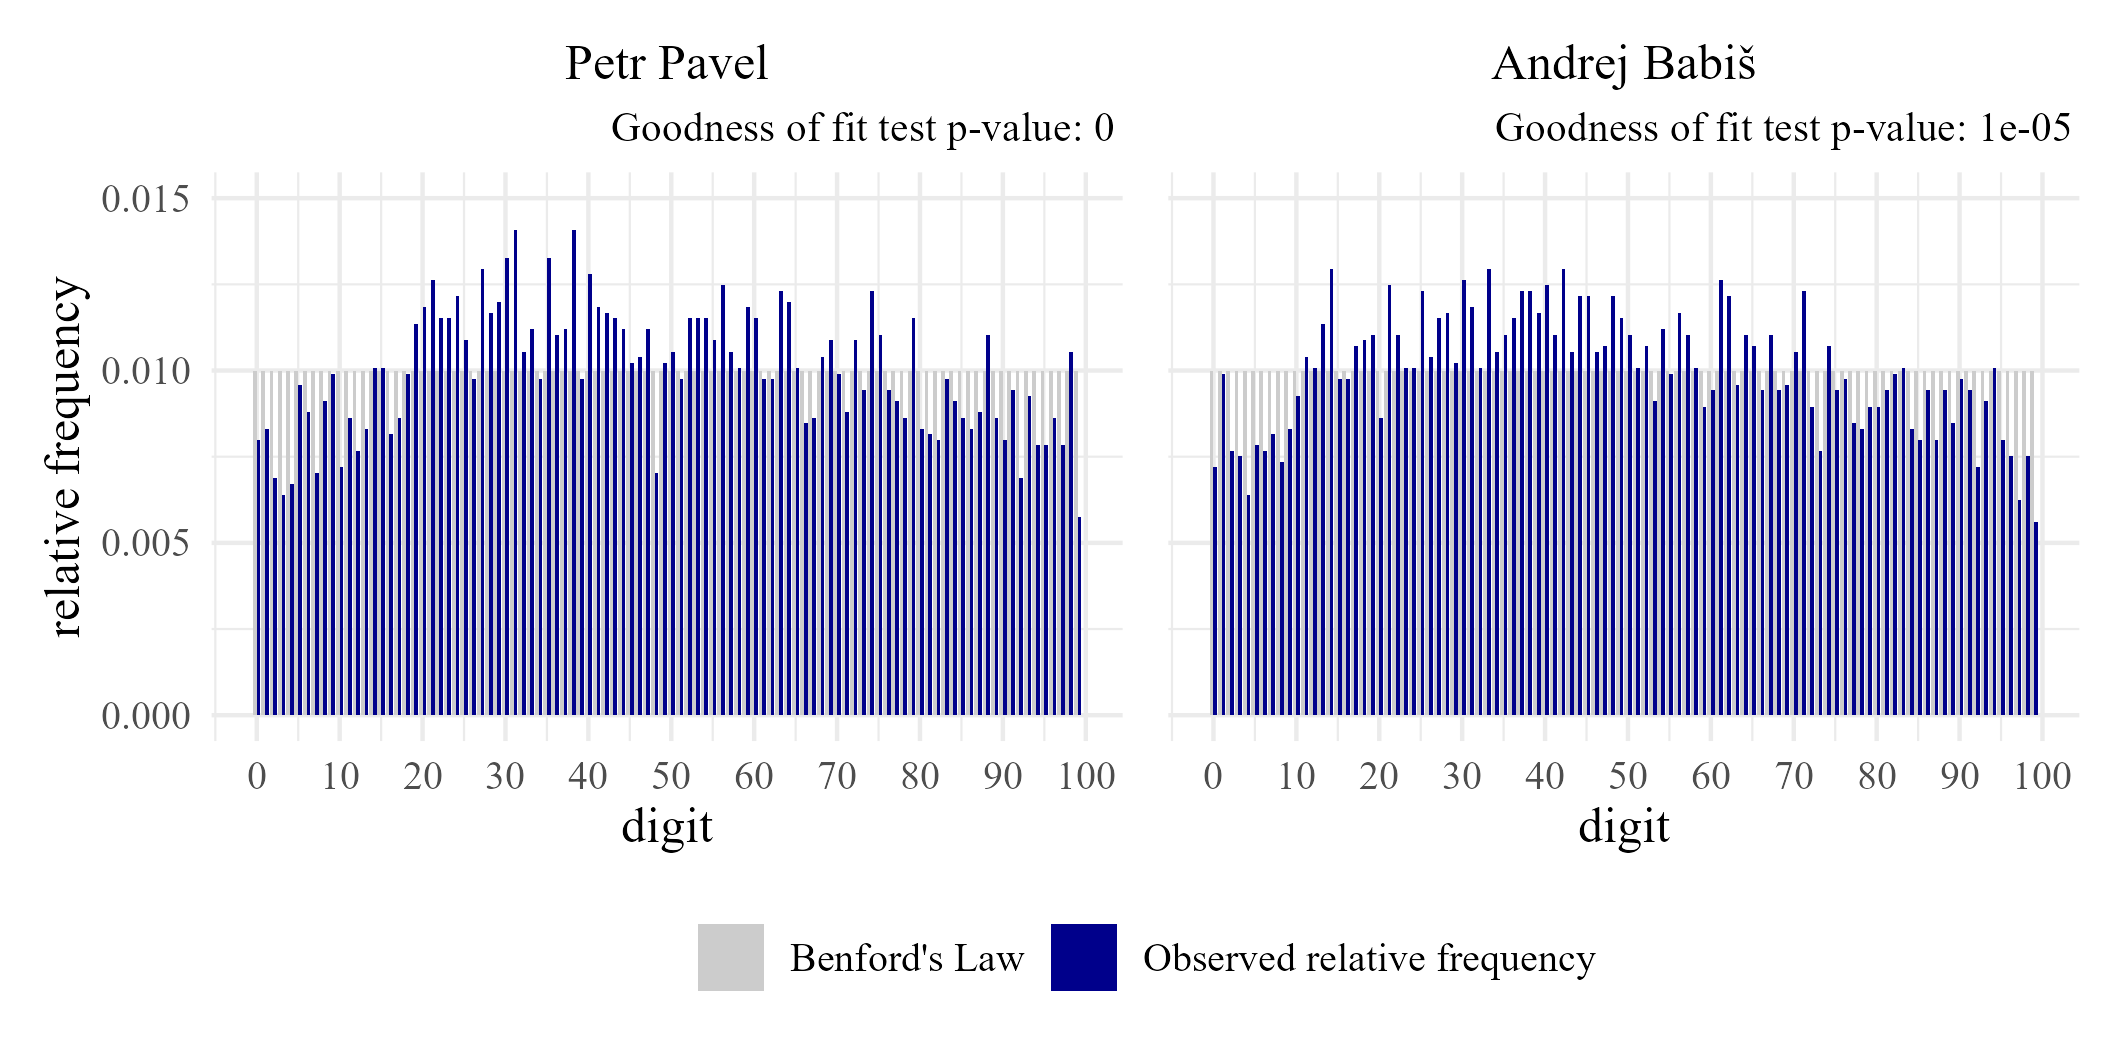 Petr Pavel
Goodness of fit test p-value: 0
Andrej Babiš
Goodness of fit test p-value: 1e-05
relative frequency
0.015
0.010
0.005
0.000
0 10 20 30 40 50 60 70 80 90 100
digit
0 10 20 30 40 50 60 70 80 90 100
digit
Benford's Law
Observed relative frequency